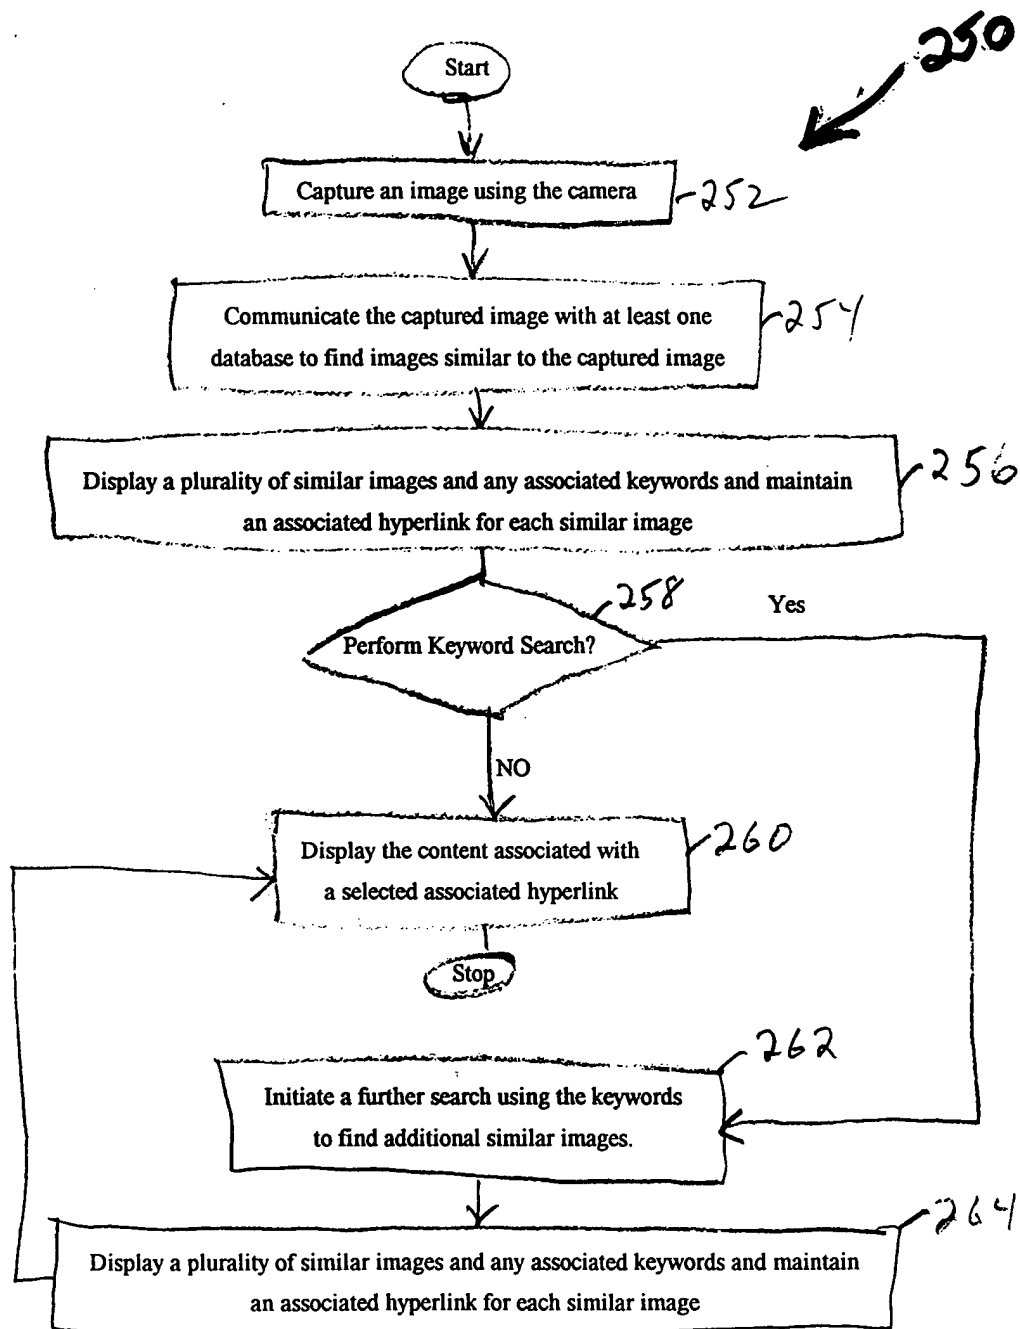 250
Start
Capture an image using the camera
252
Communicate the captured image with at least one
database to find images similar to the captured image
254
Display a plurality of similar images and any associated keywords and maintain
an associated hyperlink for each similar image
256
258
Yes
Perform Keyword Search?
NO
Display the content associated with
a selected associated hyperlink
260
Stop
262
Initiate a further search using the keywords
to find additional similar images.
264
Display a plurality of similar images and any associated keywords and maintain
an associated hyperlink for each similar image